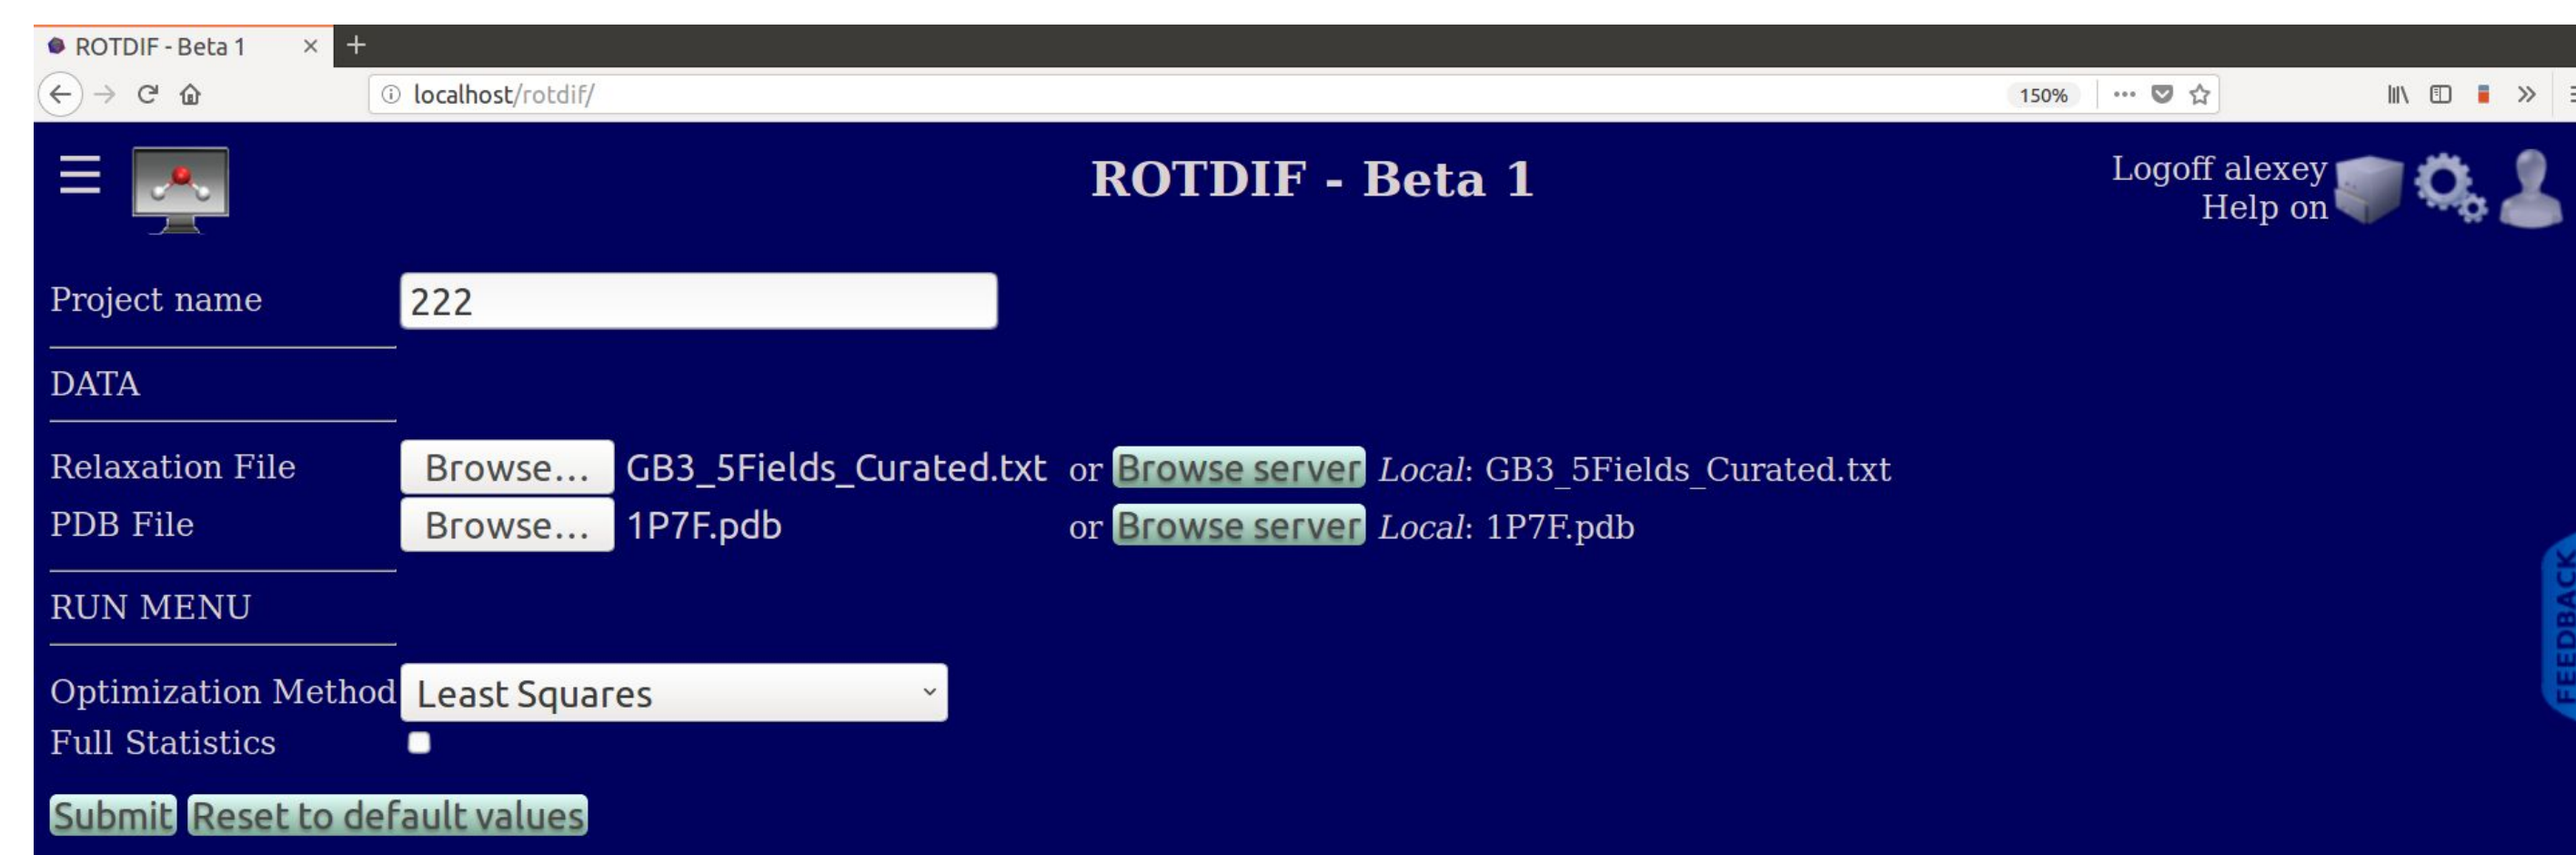 ROTDIF - Beta 1
localhost/rotdif/ 150%
ROTDIF - Beta 1
Logoff alexey
Help on
Project name 222
DATA
Relaxation File Browse... GB3_5Fields_Curated.txt or Browse server Local: GB3_5Fields_Curated.txt
PDB File Browse... 1P7F.pdb or Browse server Local: 1P7F.pdb
FEEDBACK
RUN MENU
Optimization Method Least Squares
Full Statistics
Submit Reset to default values